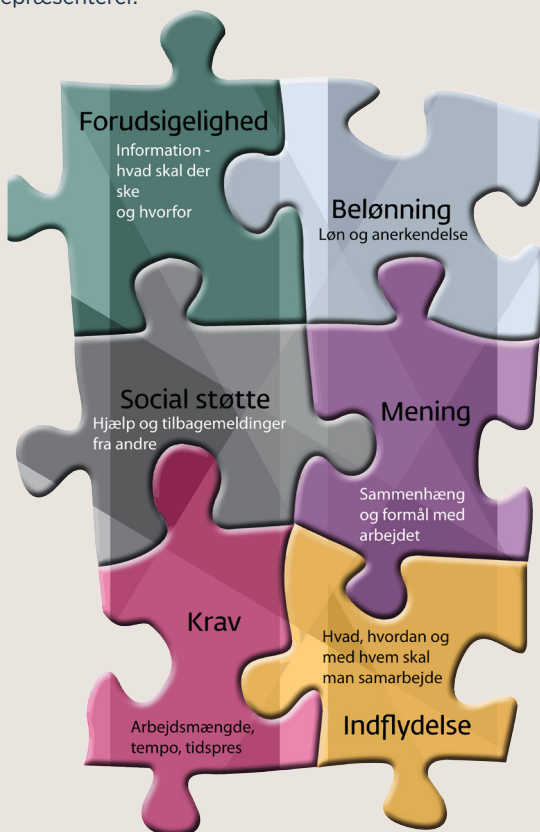 Forudsigelighed
Information -
hvad skal der
ske
og hvorfor
Belønning
Løn og anerkendelse
Social støtte
Hjælp og tilbagemeldinger
fra andre
Mening
Sammenhæng
og formål med
arbejdet
Krav
Arbejdsmængde,
tempo, tidspres
Hvad, hvordan og
med hvem skal
man samarbejde
Indflydelse